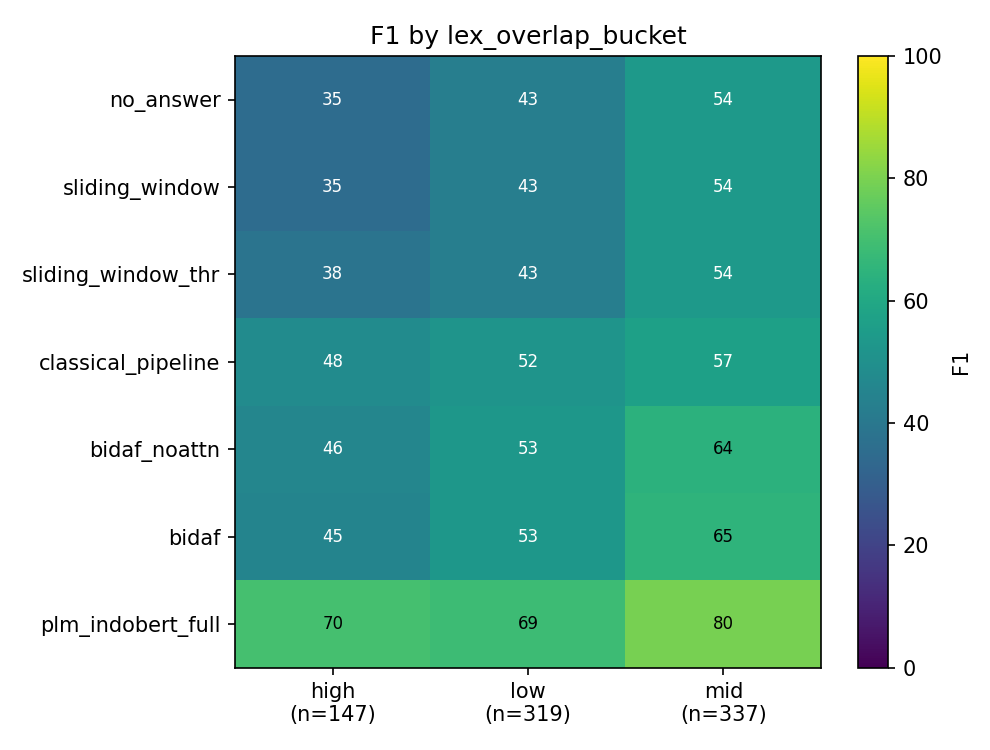 F1 by lex_overlap_bucket
no_answer 35 43 54
sliding_window 35 43 54
sliding_window_thr 38 43 54
classical_pipeline 48 52 57
bidaf_noattn 46 53 64
bidaf 45 53 65
plm_indobert_full 70 69 80
high low mid
(n=147) (n=319) (n=337)
100
80
60
40
20
0
F1